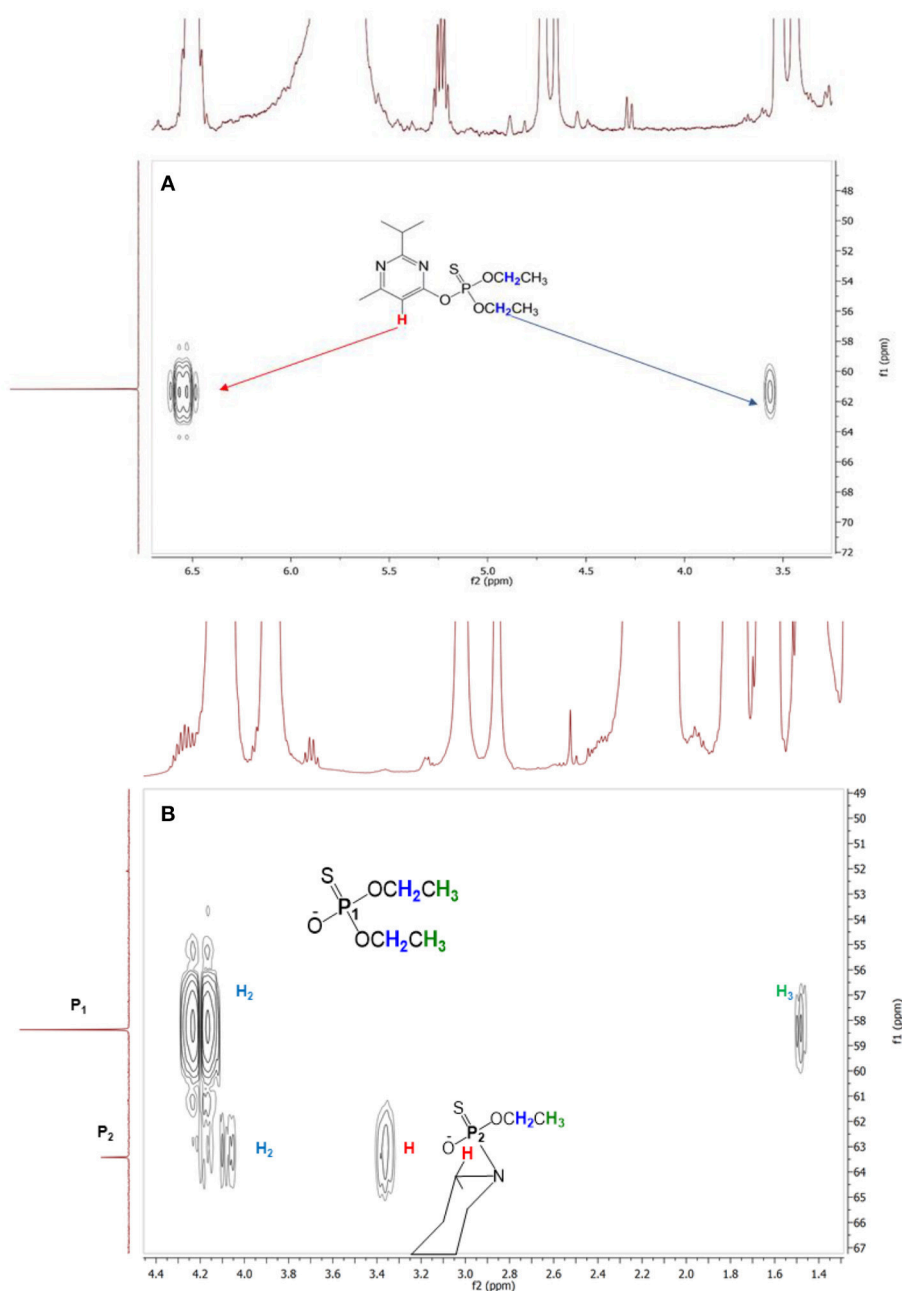 A
48
50
52
54
56
58
60
62
64
66
68
70
72
f1 (ppm)
N
N
S
OCH₂CH₃
P
O
OCH₂CH₃
H
6.5 6.0 5.5 5.0 4.5 4.0 3.5
f2 (ppm)
B
49
50
51
52
53
54
55
56
57
58
59
60
61
62
63
64
65
66
67
f1 (ppm)
S
OCH₂CH₃
P₁
-O
OCH₂CH₃
P₁
H₂
H₃
P₂
H₂
H
S
OCH₂CH₃
P₂
-O
H
N
4.4 4.2 4.0 3.8 3.6 3.4 3.2 3.0 2.8 2.6 2.4 2.2 2.0 1.8 1.6 1.4
f2 (ppm)